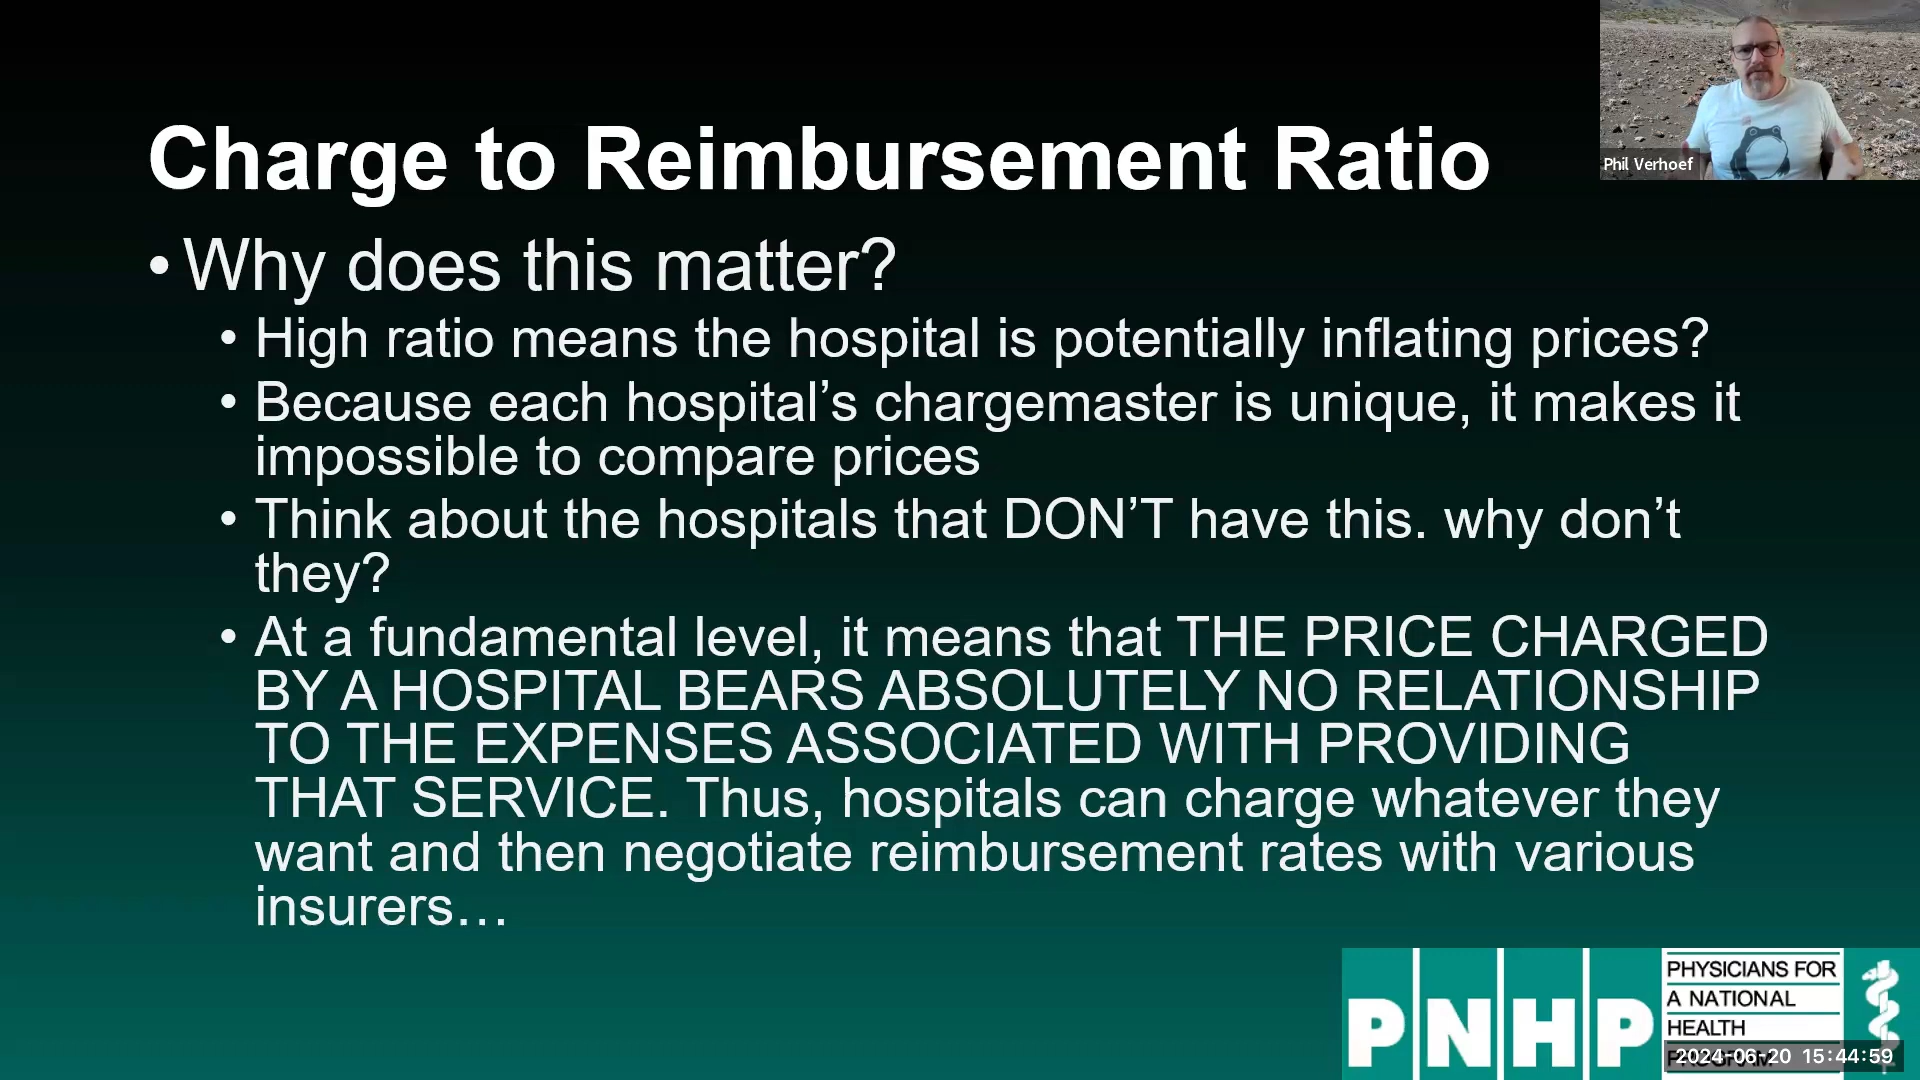 Charge to Reimbursement Ratio
Phil Verhoef
• Why does this matter?
• High ratio means the hospital is potentially inflating prices?
• Because each hospital’s chargemaster is unique, it makes it
impossible to compare prices
• Think about the hospitals that DON’T have this. why don’t
they?
• At a fundamental level, it means that THE PRICE CHARGED
BY A HOSPITAL BEARS ABSOLUTELY NO RELATIONSHIP
TO THE EXPENSES ASSOCIATED WITH PROVIDING
THAT SERVICE. Thus, hospitals can charge whatever they
want and then negotiate reimbursement rates with various
insurers…
PNHP
PHYSICIANS FOR
A NATIONAL
HEALTH
PROGRAM
2024-06-20 15:44:59